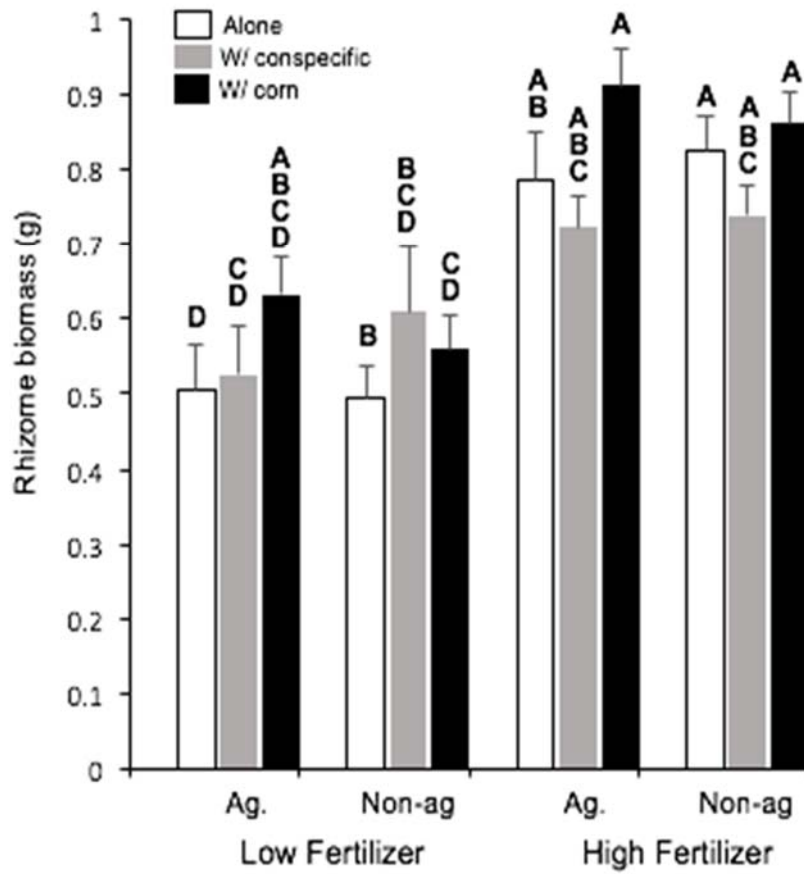 Alone
W/ conspecific
W/ corn
Rhizome biomass (g)
1
0.9
0.8
0.7
0.6
0.5
0.4
0.3
0.2
0.1
0
D
C
D
A
B
C
D
B
B
C
D
C
D
A
B
A
B
C
A
A
A
B
C
A
Ag.
Non-ag
Ag.
Non-ag
Low Fertilizer
High Fertilizer